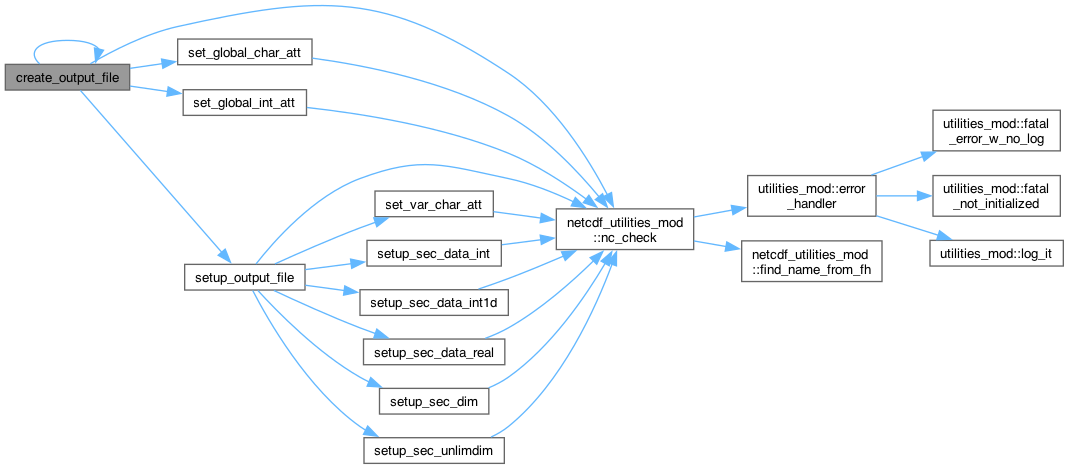 create_output_file
set_global_char_att
set_global_int_att
setup_output_file
set_var_char_att
setup_sec_data_int
setup_sec_data_int1d
setup_sec_data_real
setup_sec_dim
setup_sec_unlimdim
netcdf_utilities_mod
::nc_check
utilities_mod::error
_handler
netcdf_utilities_mod
::find_name_from_fh
utilities_mod::fatal
_error_w_no_log
utilities_mod::fatal
_not_initialized
utilities_mod::log_it